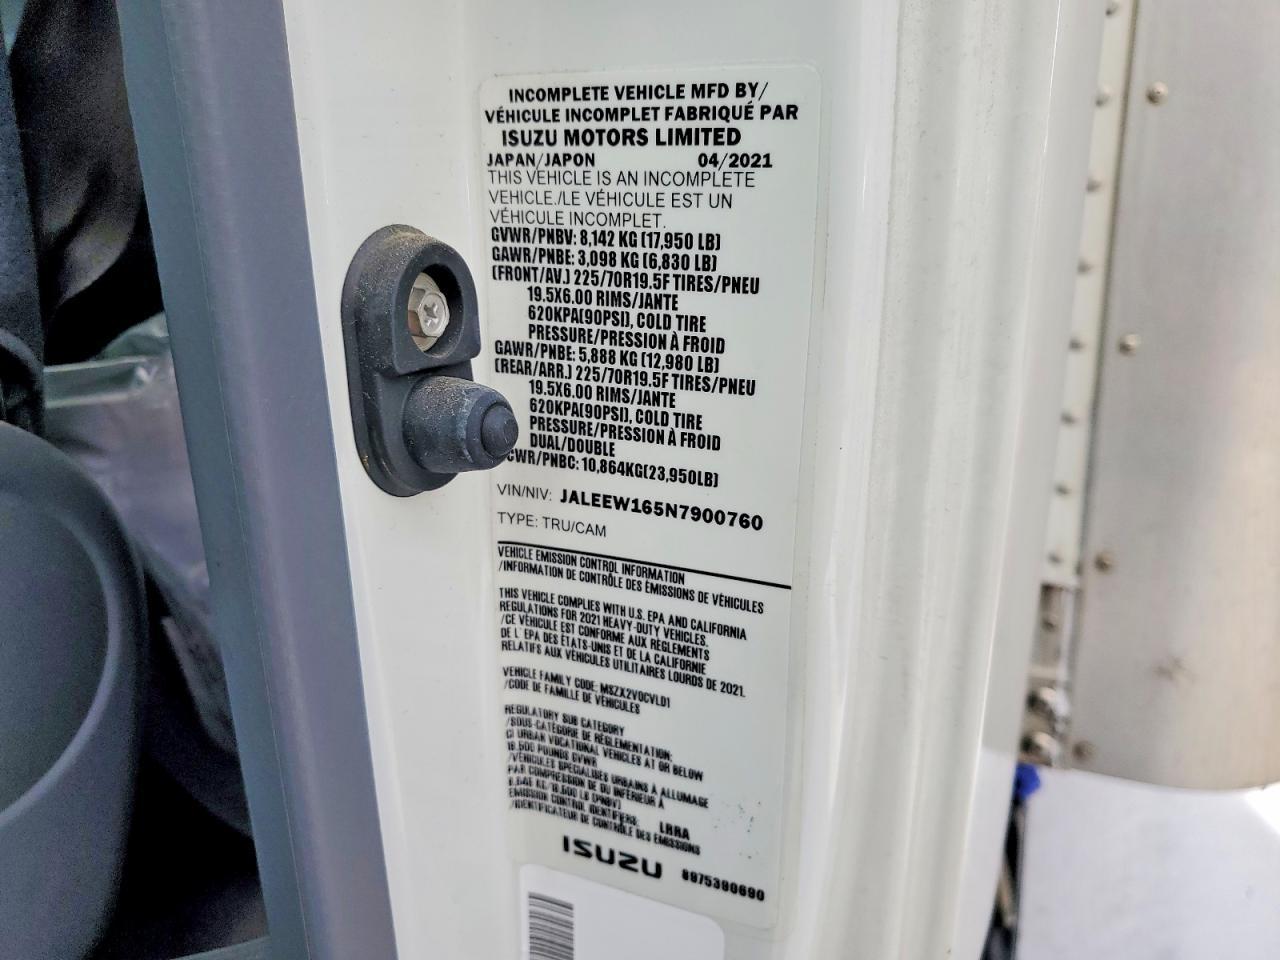 INCOMPLETE VEHICLE MFD BY/
VÉHICULE INCOMPLET FABRIQUÉ PAR
ISUZU MOTORS LIMITED
JAPAN/JAPON 04/2021
THIS VEHICLE IS AN INCOMPLETE
VEHICLE./LE VÉHICULE EST UN
VÉHICULE INCOMPLET.
GVWR/PNBV: 8,142 KG (17,950 LB)
GAWR/PNBE: 3,098 KG (6,830 LB)
(FRONT/AV.) 225/70R19.5F TIRES/PNEU
19.5X6.00 RIMS/JANTE
620KPA(90PSI), COLD TIRE
PRESSURE/PRESSION À FROID
GAWR/PNBE: 5,888 KG (12,980 LB)
(REAR/ARR.) 225/70R19.5F TIRES/PNEU
19.5X6.00 RIMS/JANTE
620KPA(90PSI), COLD TIRE
PRESSURE/PRESSION À FROID
DUAL/DOUBLE
CWR/PNBC: 10,864KG(23,950LB)
VIN/NIV: JALEEW165N7900760
TYPE: TRU/CAM
VEHICLE EMISSION CONTROL INFORMATION
/INFORMATION DE CONTRÔLE DES ÉMISSIONS DE VÉHICULES
THIS VEHICLE COMPLIES WITH U.S. EPA AND CALIFORNIA
REGULATIONS FOR 2021 HEAVY-DUTY VEHICLES.
/CE VÉHICULE EST CONFORME AUX RÈGLEMENTS
DE L' EPA DES ÉTATS-UNIS ET DE LA CALIFORNIE
RELATIFS AUX VÉHICULES UTILITAIRES LOURDS DE 2021.
VEHICLE FAMILY CODE: MSZX2VOCVLD1
/CODE DE FAMILLE DE VÉHICULES
REGULATORY SUB CATEGORY
/SOUS-CATÉGORIE DE RÉGLEMENTATION:
CI URBAN VOCATIONAL VEHICLES AT OR BELOW
19,500 POUNDS GVWR
/VÉHICULES SPÉCIALISÉS URBAINS À ALLUMAGE
PAR COMPRESSION DE OU INFÉRIEUR À
8,845 KG/19,500 LB (PNBV)
EMISSION CONTROL IDENTIFIERS: LRRA
/IDENTIFICATEUR DE CONTRÔLE DES ÉMISSIONS
ISUZU 8975390690